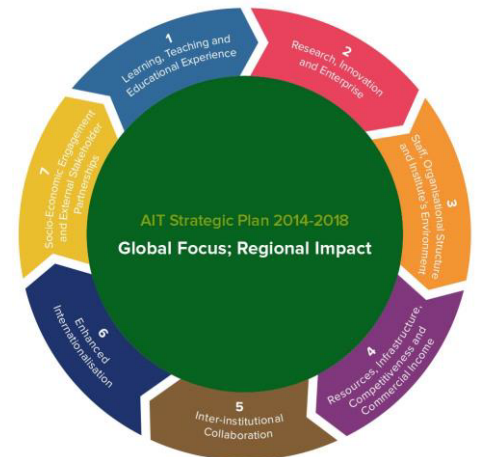 1
Learning, Teaching and
Educational Experience
2
Research, Innovation
and Enterprise
3
Staff, Organisational Structure
and Institute's Environment
4
Resources, Infrastructure,
Competitiveness and
Commercial Income
5
Inter-institutional
Collaboration
6
Enhanced
Internationalisation
7
Socio-Economic Engagement
and External Stakeholder
Partnerships
AIT Strategic Plan 2014-2018
Global Focus; Regional Impact